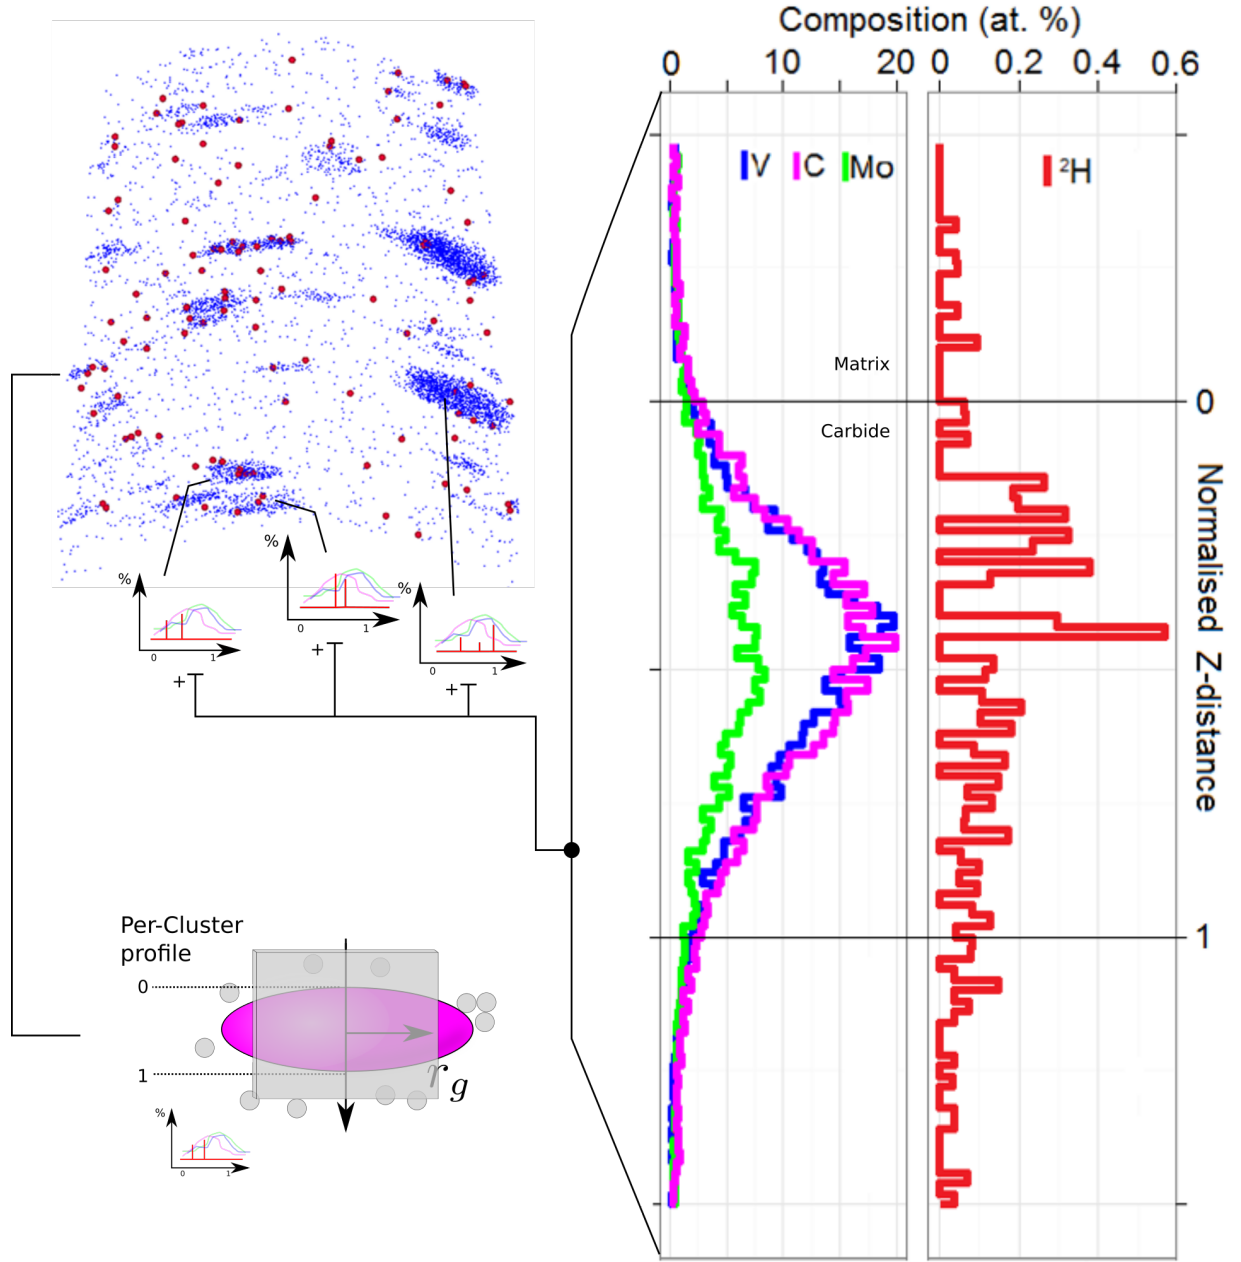 Composition (at. %)
0 10 20 0 0.2 0.4 0.6
V C Mo ²H
Matrix
0
Carbide
Normalised Z-distance
%
0 1
+
%
0 1
+
%
0 1
+
1
Per-Cluster
profile
0
1
r g
%
0 1